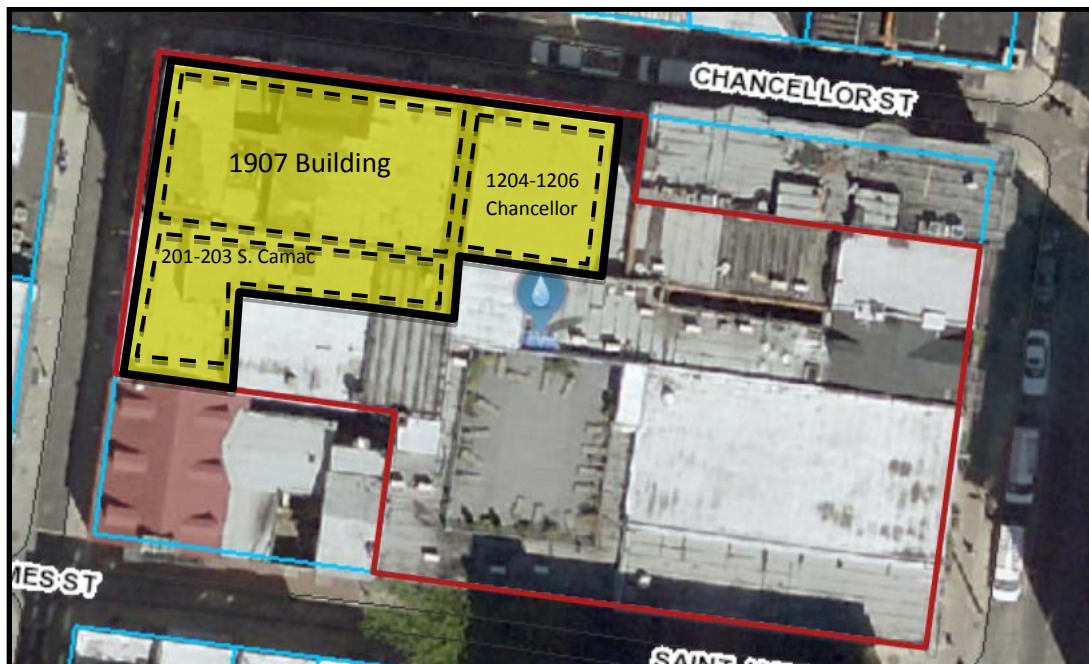 CHANCELLOR ST
1907 Building
1204-1206
Chancellor
201-203 S. Camac
MES ST
SAINT